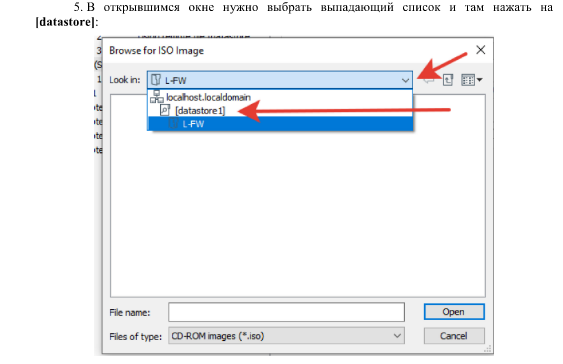 5. В открывшимся окне нужно выбрать выпадающий список и там нажать на
[datastore]:
Browse for ISO Image
Look in: L-FW
localhost.localdomain
[datastore1]
L-FW
File name:
Open
Files of type: CD-ROM images (*.iso)
Cancel